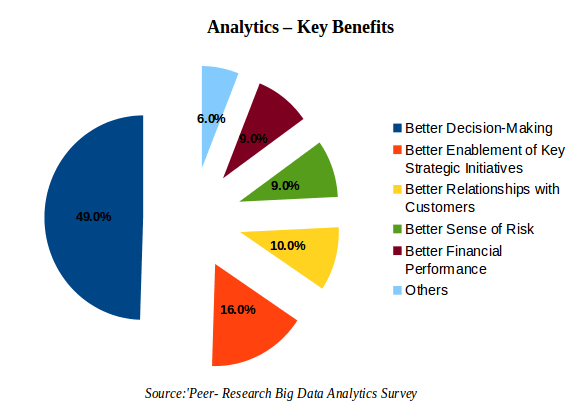 Analytics – Key Benefits
6.0%
9.0%
9.0%
49.0%
10.0%
16.0%
Better Decision-Making
Better Enablement of Key
Strategic Initiatives
Better Relationships with
Customers
Better Sense of Risk
Better Financial
Performance
Others
Source:'Peer- Research Big Data Analytics Survey